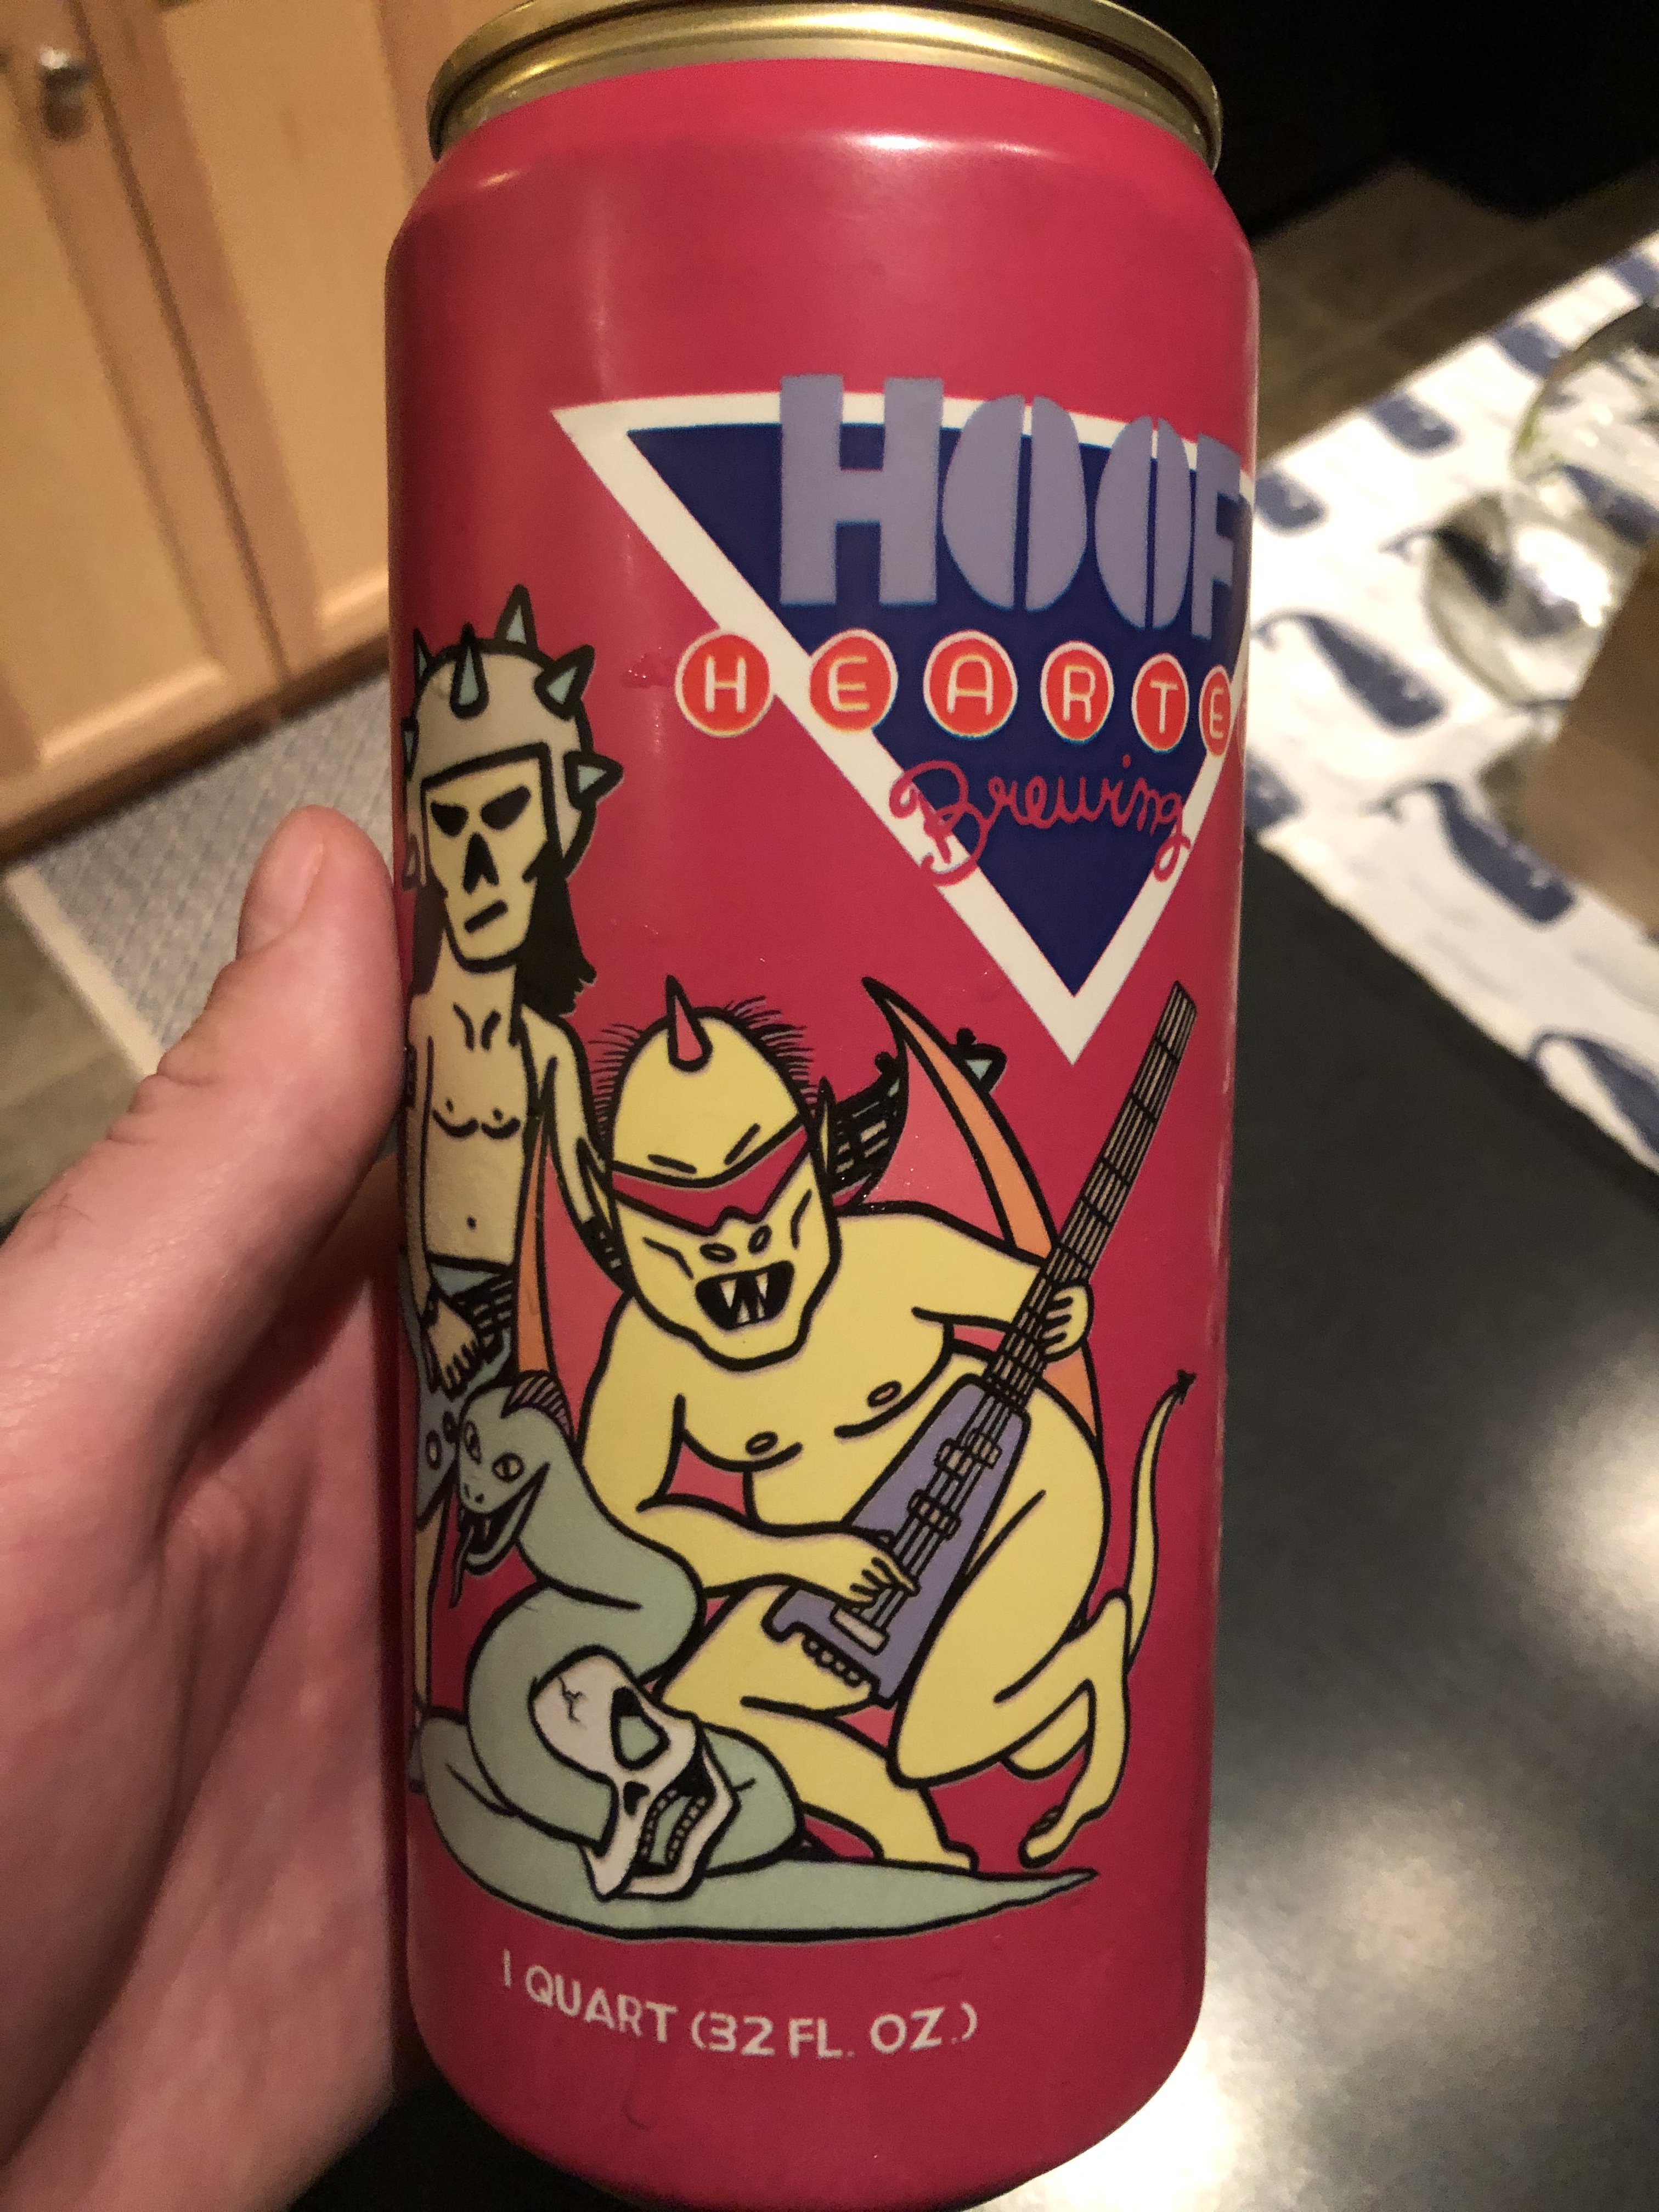 HOOF
HEARTE
Brewing
1 QUART (32 FL. OZ.)